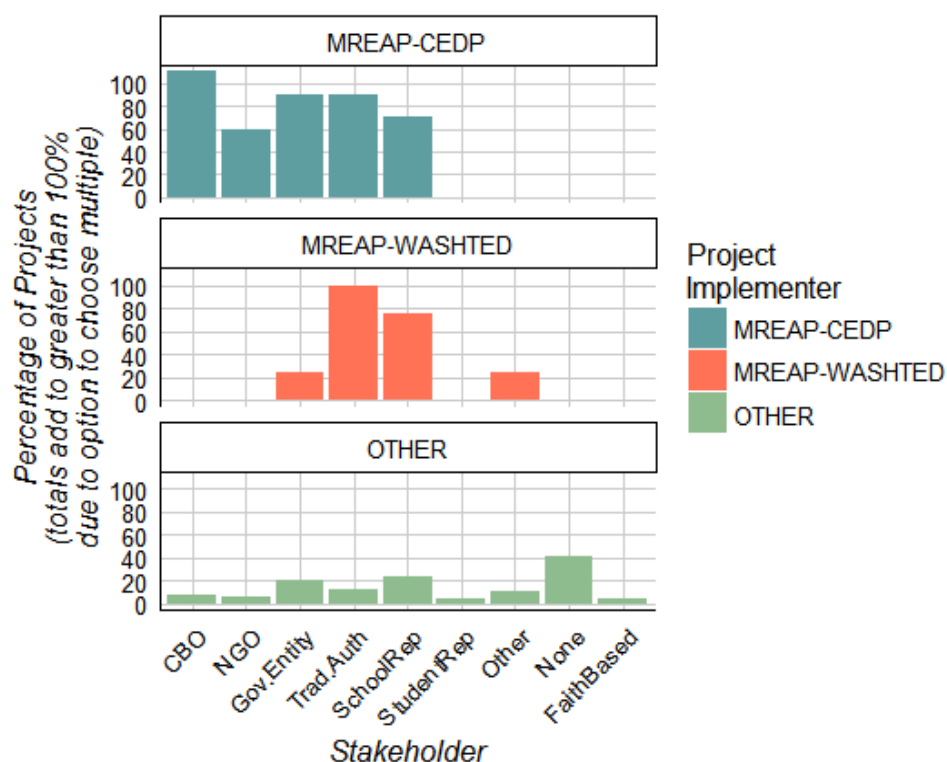 MREAP-CEDP
100
80
60
40
20
0
MREAP-WASHTED
100
80
60
40
20
0
OTHER
100
80
60
40
20
0
Percentage of Projects
(totals add to greater than 100%
due to option to choose multiple)
CBO
NGO
Gov.Entity
Trad.Auth
SchoolRep
StudentRep
Other
None
FaithBased
Stakeholder
Project
Implementer
MREAP-CEDP
MREAP-WASHTED
OTHER